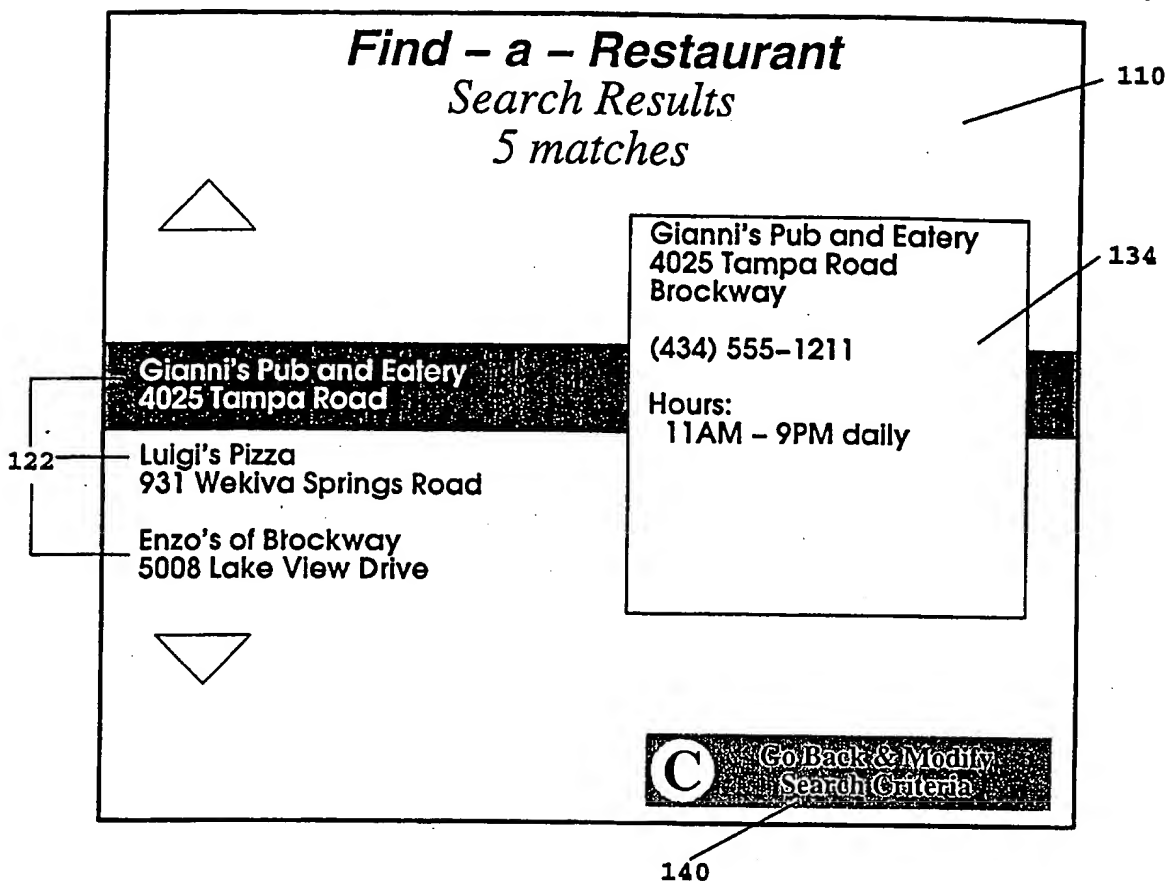 Find – a – Restaurant
Search Results
5 matches
110
Gianni's Pub and Eatery
4025 Tampa Road
Brockway
(434) 555–1211
Hours:
11AM – 9PM daily
134
Gianni's Pub and Eatery
4025 Tampa Road
122
Luigi's Pizza
931 Wekiva Springs Road
Enzo's of Brockway
5008 Lake View Drive
C
Go Back & Modify
Search Criteria
140